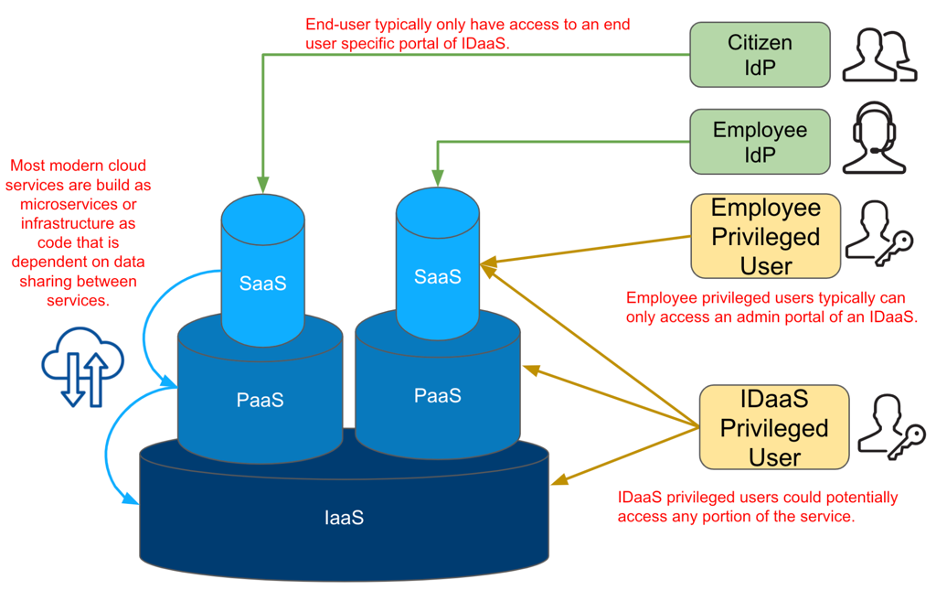 End-user typically only have access to an end
user specific portal of IDaaS.
Citizen
IdP
Employee
IdP
Most modern cloud
services are build as
microservices or
infrastructure as
code that is
dependent on data
sharing between
services.
Employee
Privileged
User
SaaS
SaaS
Employee privileged users typically can
only access an admin portal of an IDaaS.
PaaS
PaaS
IDaaS
Privileged
User
IDaaS privileged users could potentially
access any portion of the service.
IaaS